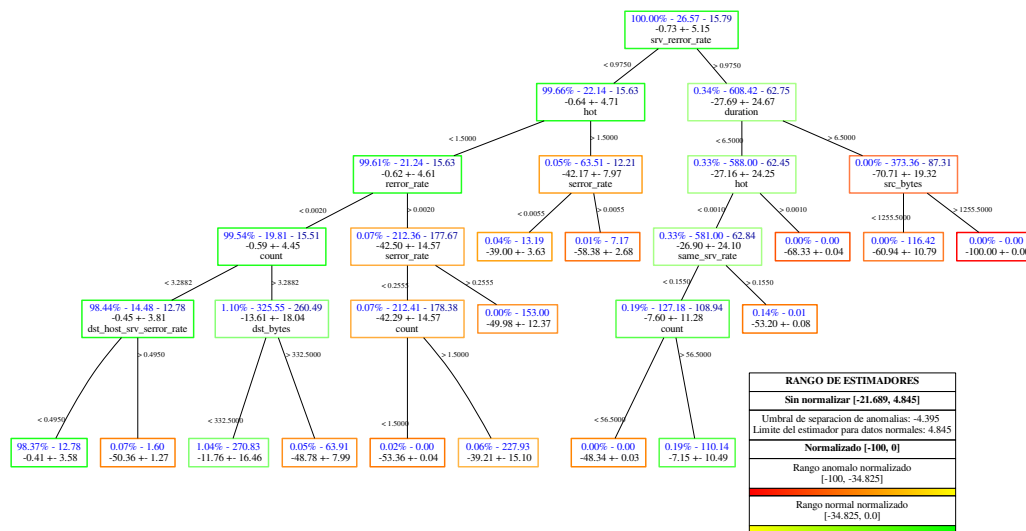 100.00% - 26.57 - 15.79
-0.73 +- 5.15
srv_rerror_rate
< 0.9750
> 0.9750
99.66% - 22.14 - 15.63
-0.64 +- 4.71
hot
0.34% - 608.42 - 62.75
-27.69 +- 24.67
duration
< 1.5000
> 1.5000
< 6.5000
> 6.5000
99.61% - 21.24 - 15.63
-0.62 +- 4.61
rerror_rate
0.05% - 63.51 - 12.21
-42.17 +- 7.97
serror_rate
0.33% - 588.00 - 62.45
-27.16 +- 24.25
hot
0.00% - 373.36 - 87.31
-70.71 +- 19.32
src_bytes
< 0.0020
> 0.0020
< 0.0055
> 0.0055
< 0.0010
> 0.0010
< 1255.5000
> 1255.5000
99.54% - 19.81 - 15.51
-0.59 +- 4.45
count
0.07% - 212.36 - 177.67
-42.50 +- 14.57
serror_rate
0.04% - 13.19
-39.00 +- 3.63
0.01% - 7.17
-58.38 +- 2.68
0.33% - 581.00 - 62.84
-26.90 +- 24.10
same_srv_rate
0.00% - 0.00
-68.33 +- 0.04
0.00% - 116.42
-60.94 +- 10.79
0.00% - 0.00
-100.00 +- 0.00
< 3.2882
> 3.2882
< 0.2555
> 0.2555
< 0.1550
> 0.1550
98.44% - 14.48 - 12.78
-0.45 +- 3.81
dst_host_srv_serror_rate
1.10% - 325.55 - 260.49
-13.61 +- 18.04
dst_bytes
0.07% - 212.41 - 178.38
-42.29 +- 14.57
count
0.00% - 153.00
-49.98 +- 12.37
0.19% - 127.18 - 108.94
-7.60 +- 11.28
count
0.14% - 0.01
-53.20 +- 0.08
< 0.4950
> 0.4950
< 332.5000
> 332.5000
< 1.5000
> 1.5000
< 56.5000
> 56.5000
98.37% - 12.78
-0.41 +- 3.58
0.07% - 1.60
-50.36 +- 1.27
1.04% - 270.83
-11.76 +- 16.46
0.05% - 63.91
-48.78 +- 7.99
0.02% - 0.00
-53.36 +- 0.04
0.06% - 227.93
-39.21 +- 15.10
0.00% - 0.00
-48.34 +- 0.03
0.19% - 110.14
-7.15 +- 10.49
RANGO DE ESTIMADORES
Sin normalizar [-21.689, 4.845]
Umbral de separacion de anomalias: -4.395
Limite del estimador para datos normales: 4.845
Normalizado [-100, 0]
Rango anomalo normalizado
[-100, -34.825]
Rango normal normalizado
[-34.825, 0.0]